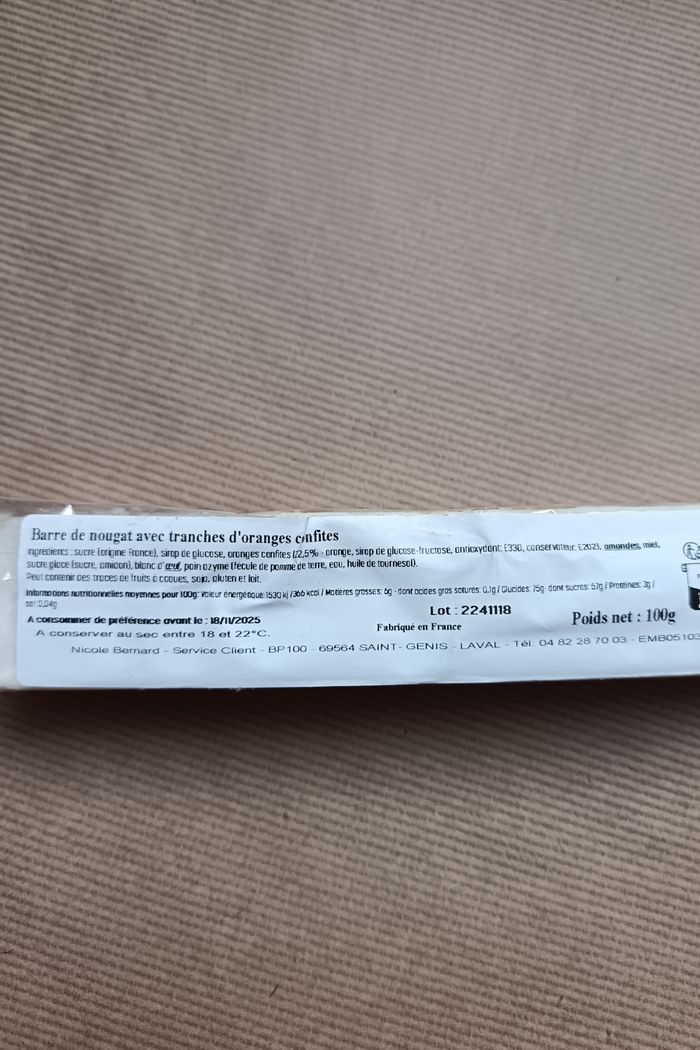 Barre de nougat avec tranches d'oranges confites
Ingrédients : sucre (origine France), sirop de glucose, oranges confites (12,5% : orange, sirop de glucose-fructose, antioxydant: E330, conservateur: E202), amandes, miel,
sucre glace (sucre, amidon), blanc d'œuf, pain azyme (fécule de pomme de terre, eau, huile de tournesol).
Peut contenir des traces de fruits à coques, soja, gluten et lait.
Informations nutritionnelles moyennes pour 100g: Valeur énergétique: 1530 kj /366 kcal / Matières grasses: 6g - dont acides gras saturés: 0,1g / Glucides: 75g- dont sucres: 57g / Protéines: 3g /
sel: 0,04g
A consommer de préférence avant le : 18/11/2025
Lot : 2241118
Poids net : 100g
A conserver au sec entre 18 et 22°C.
Fabriqué en France
Nicole Bernard - Service Client - BP100 - 69564 SAINT- GENIS - LAVAL - Tél. 04 82 28 70 03 - EMB05103